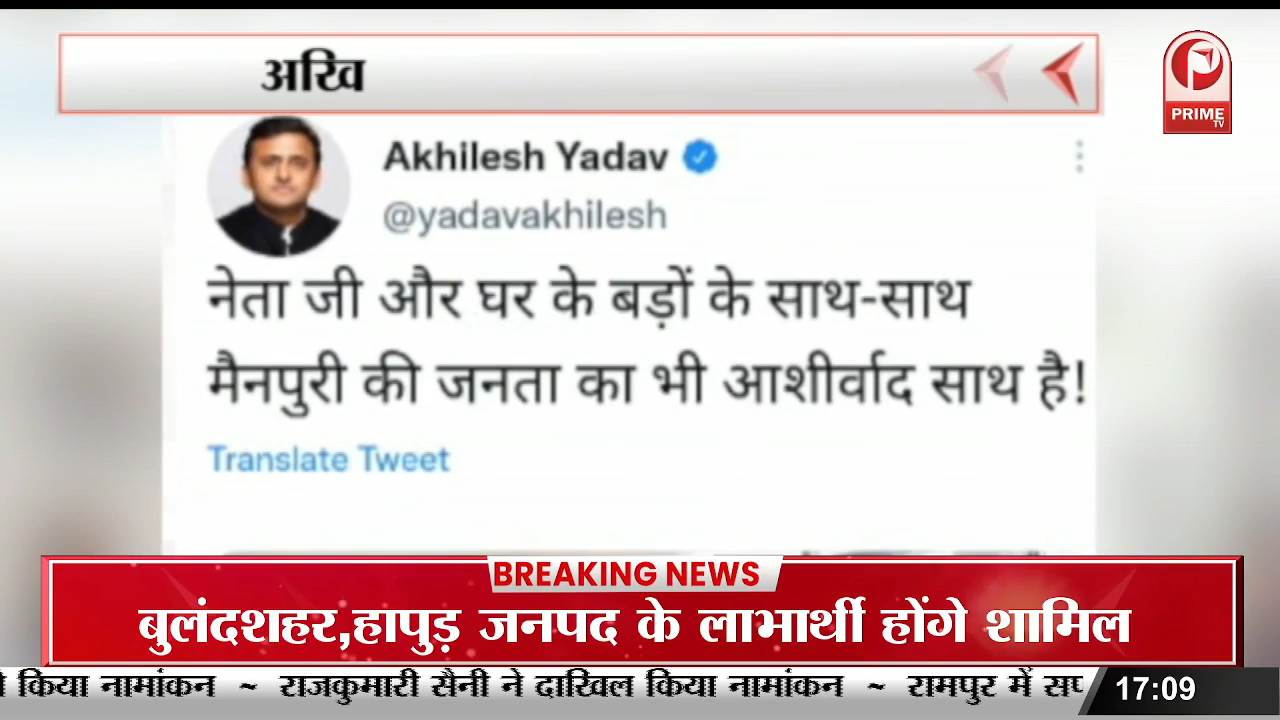 अखि
PRIME
TV
Akhilesh Yadav
@yadavakhilesh
नेता जी और घर के बड़ों के साथ-साथ
मैनपुरी की जनता का भी आशीर्वाद साथ है!
Translate Tweet
BREAKING NEWS
बुलंदशहर,हापुड़ जनपद के लाभार्थी होंगे शामिल
किया नामांकन ~ राजकुमारी सैनी ने दाखिल किया नामांकन ~ रामपुर में सप
17:09